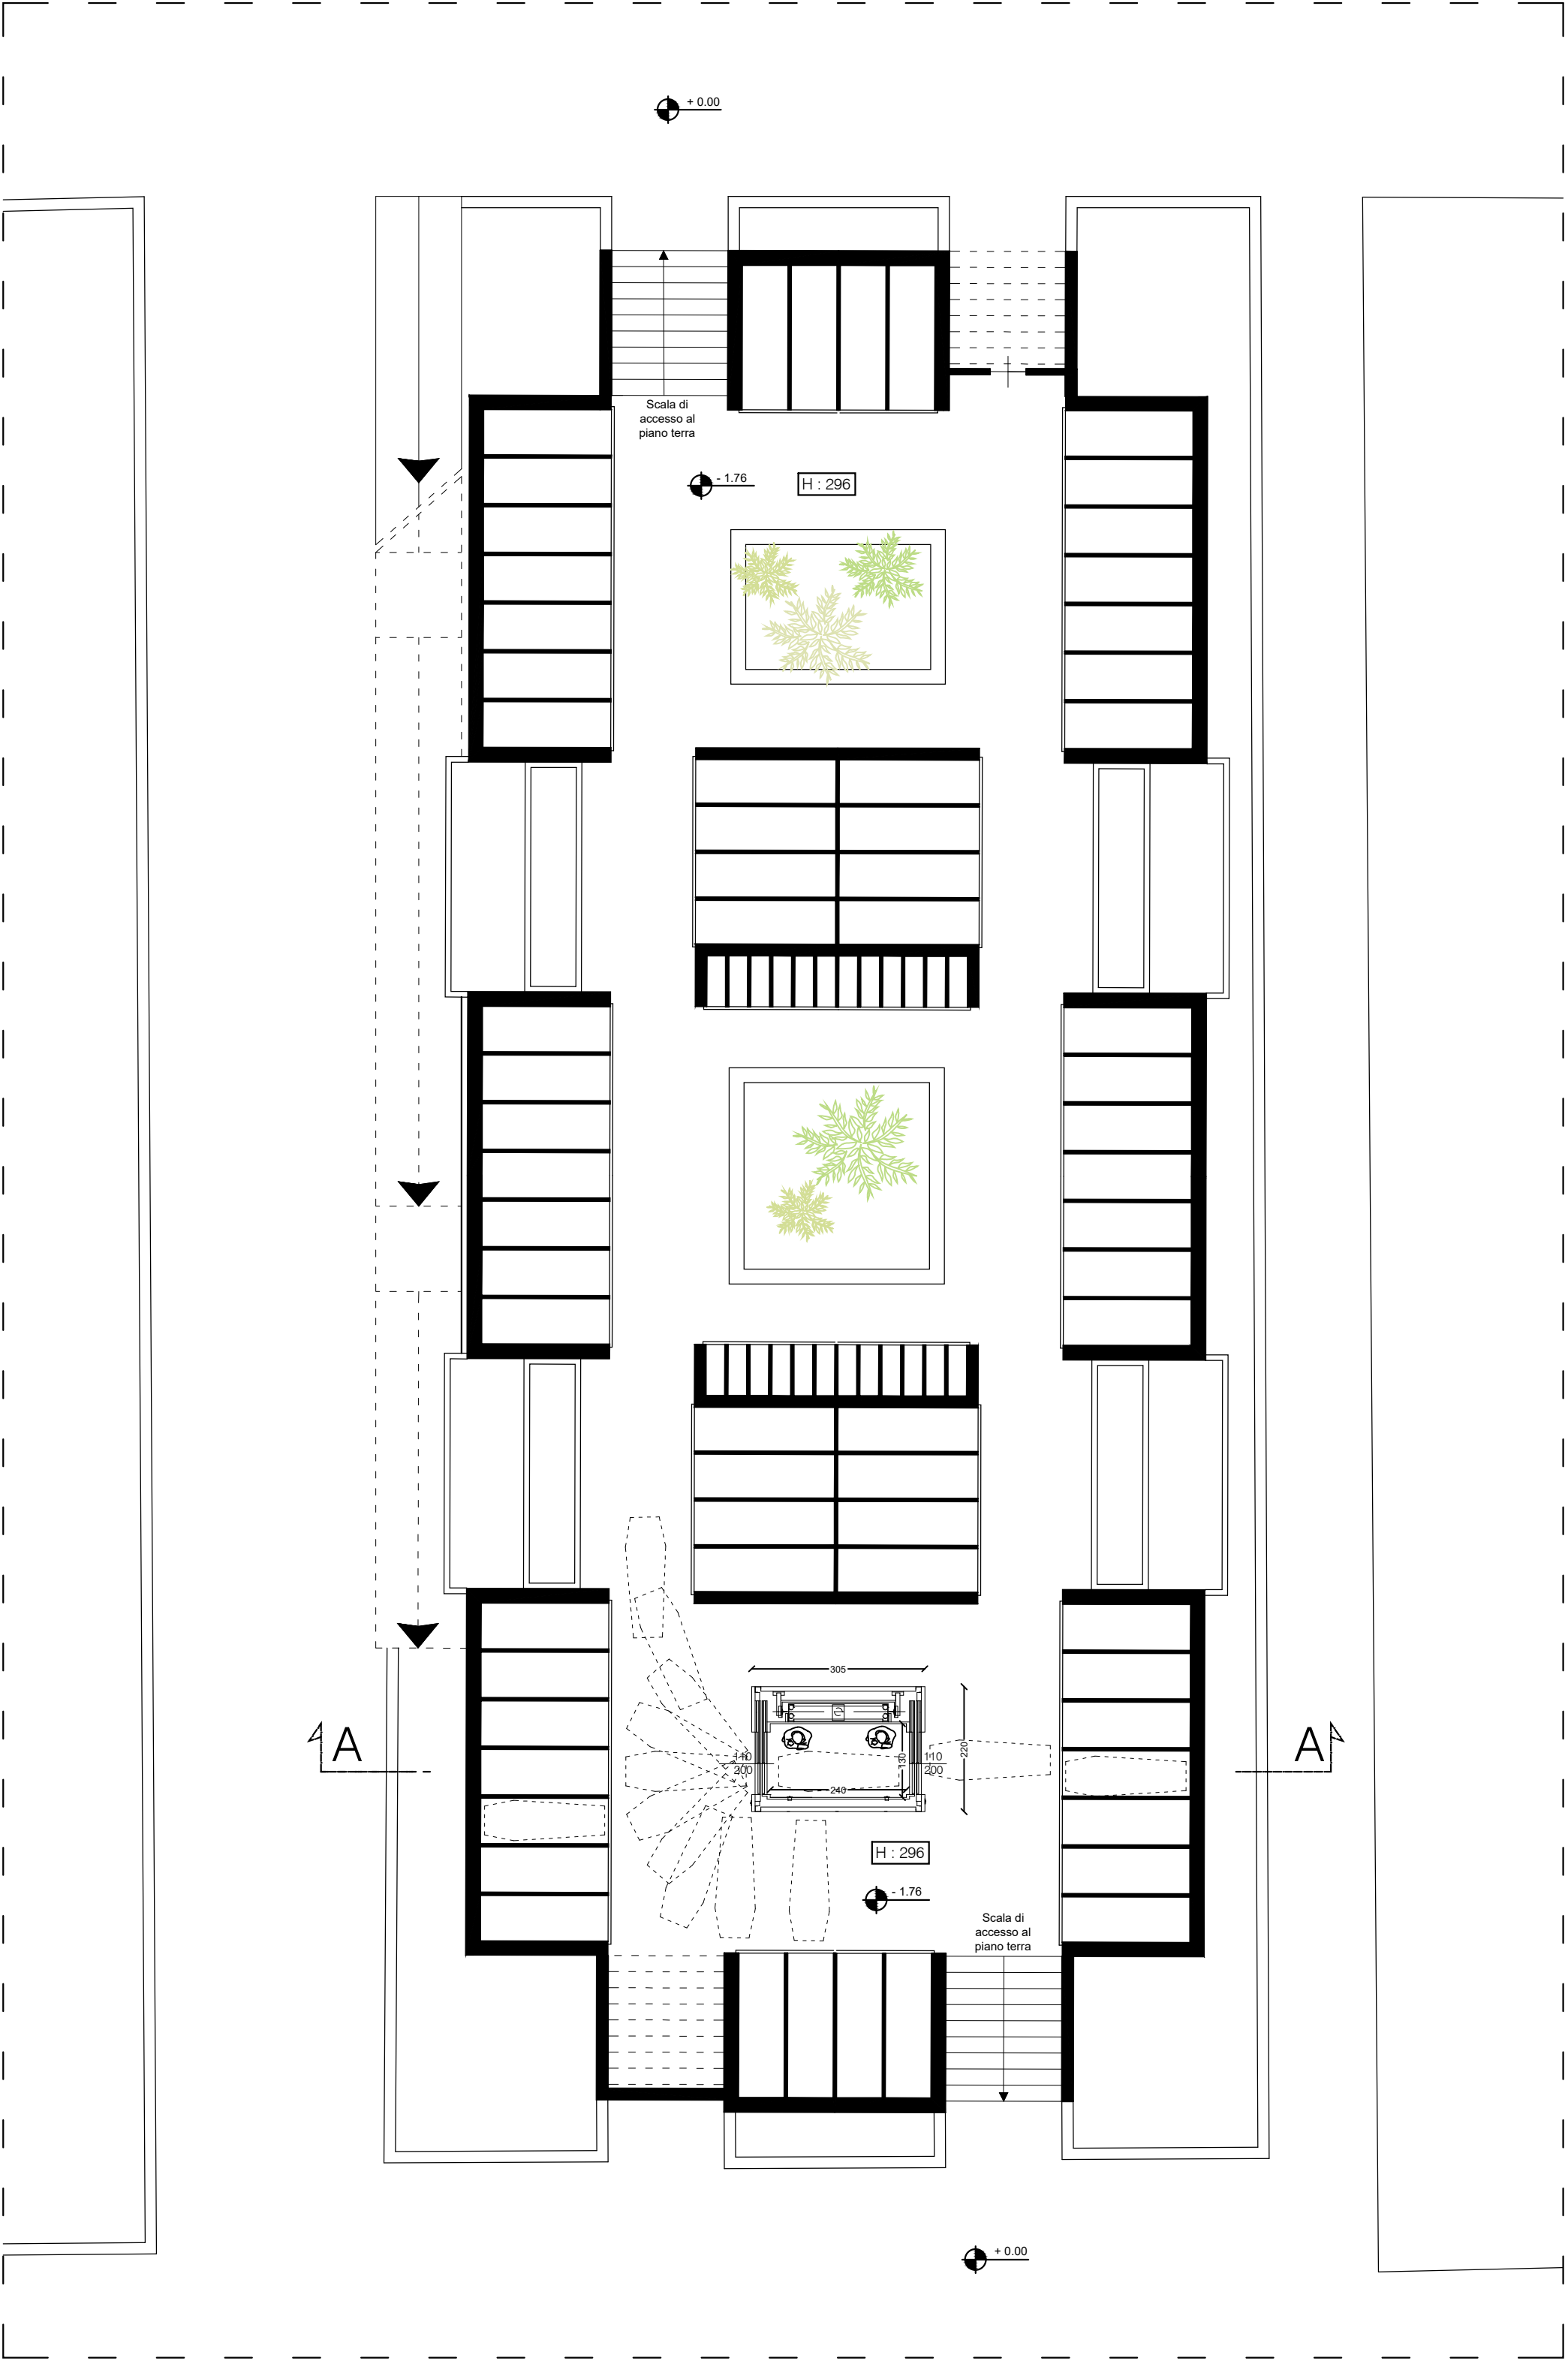 + 0.00
Scala di
accesso al
piano terra
- 1.76
H : 296
305
110
200
240
130
110
200
220
A
A
H : 296
- 1.76
Scala di
accesso al
piano terra
+ 0.00